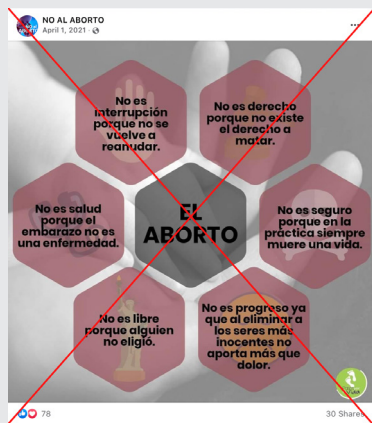 NO AL ABORTO
April 1, 2021 ·
No es
interrupción
porque no se
vuelve a
reanudar.
No es derecho
porque no existe
el derecho a
matar.
No es salud
porque el
embarazo no es
una enfermedad.
EL
ABORTO
No es seguro
porque en la
práctica siempre
muere una vida.
No es libre
porque alguien
no eligió.
No es progreso ya
que al eliminar a
los seres más
inocentes no
aporta más que
dolor.
78
30 Shares